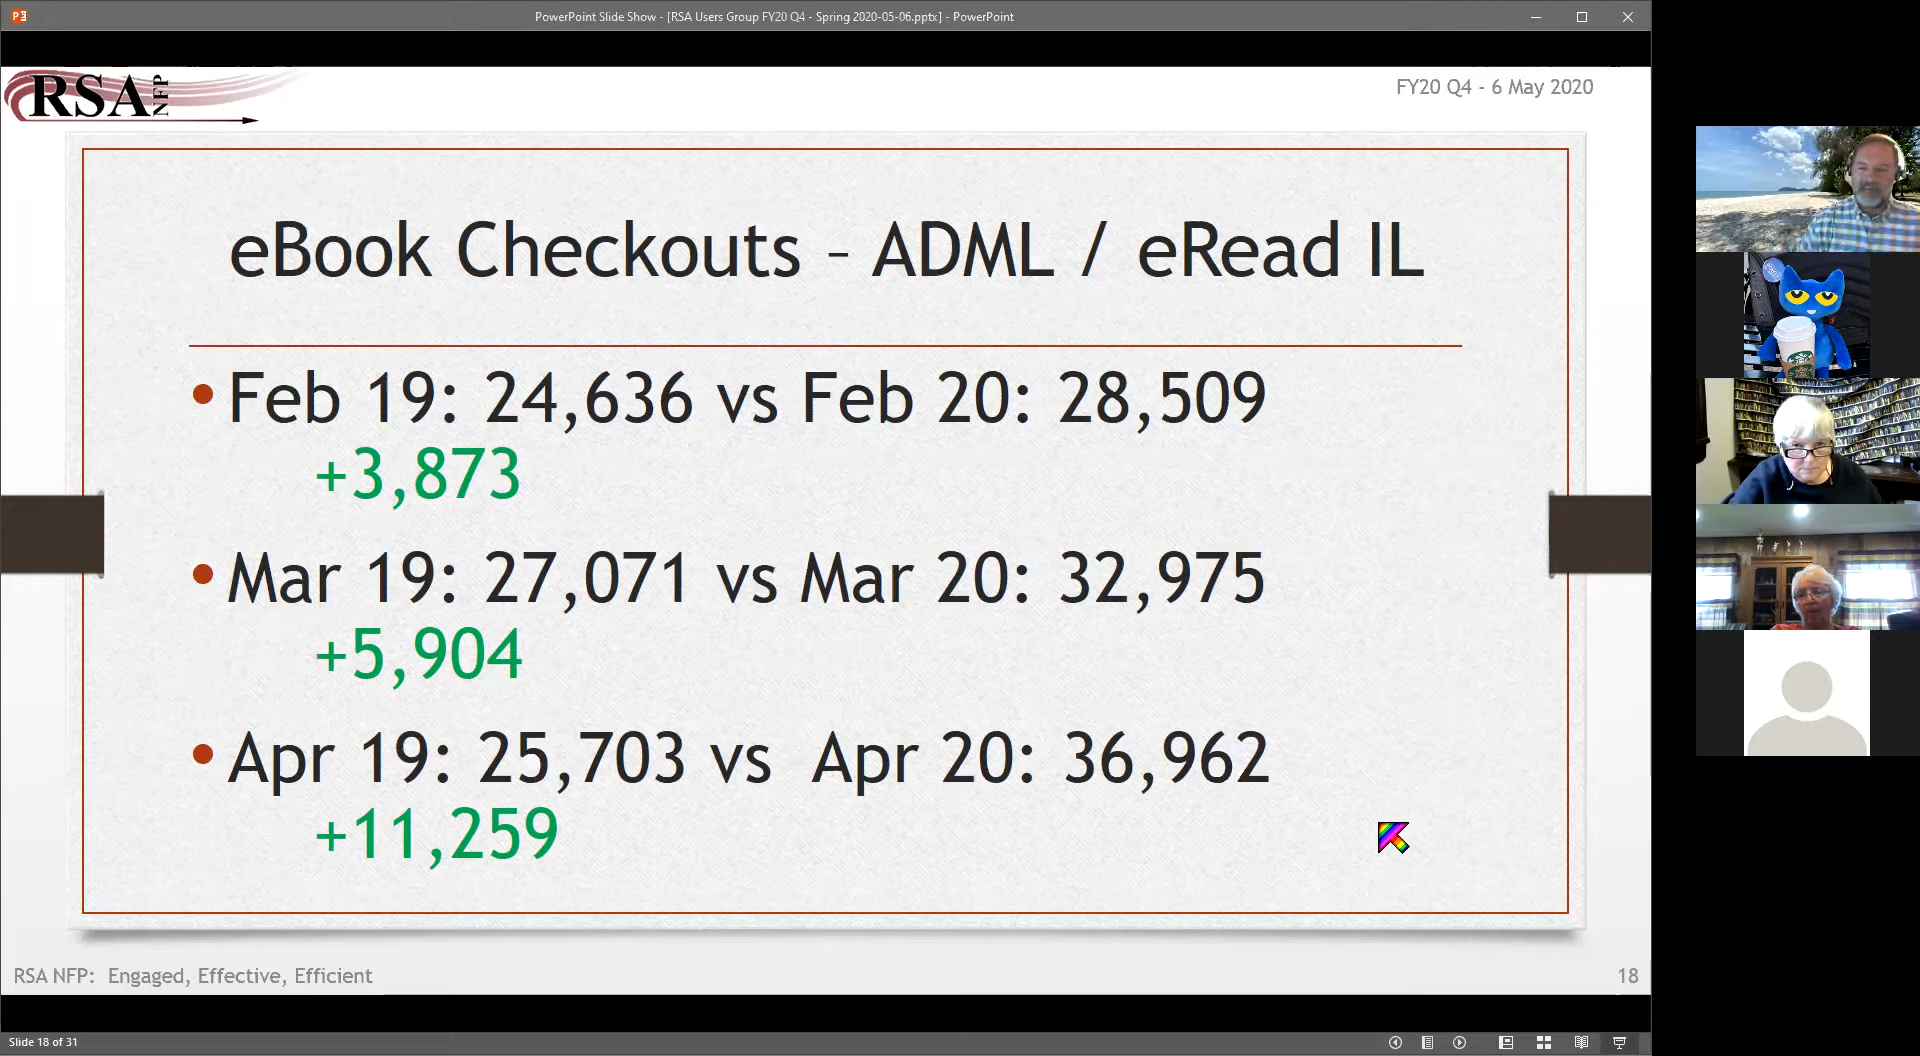 PowerPoint Slide Show - [RSA Users Group FY20 Q4 - Spring 2020-05-06.pptx] - PowerPoint
RSA NFP
FY20 Q4 - 6 May 2020
eBook Checkouts – ADML / eRead IL
• Feb 19: 24,636 vs Feb 20: 28,509
+3,873
• Mar 19: 27,071 vs Mar 20: 32,975
+5,904
• Apr 19: 25,703 vs Apr 20: 36,962
+11,259
RSA NFP: Engaged, Effective, Efficient
18
Slide 18 of 31